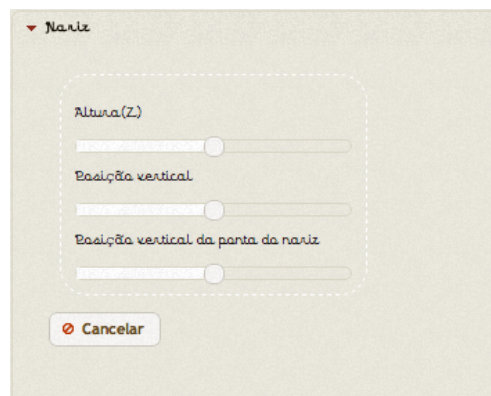 Nariz
Altura(Z)
Posição vertical
Posição vertical da ponta do nariz
Cancelar